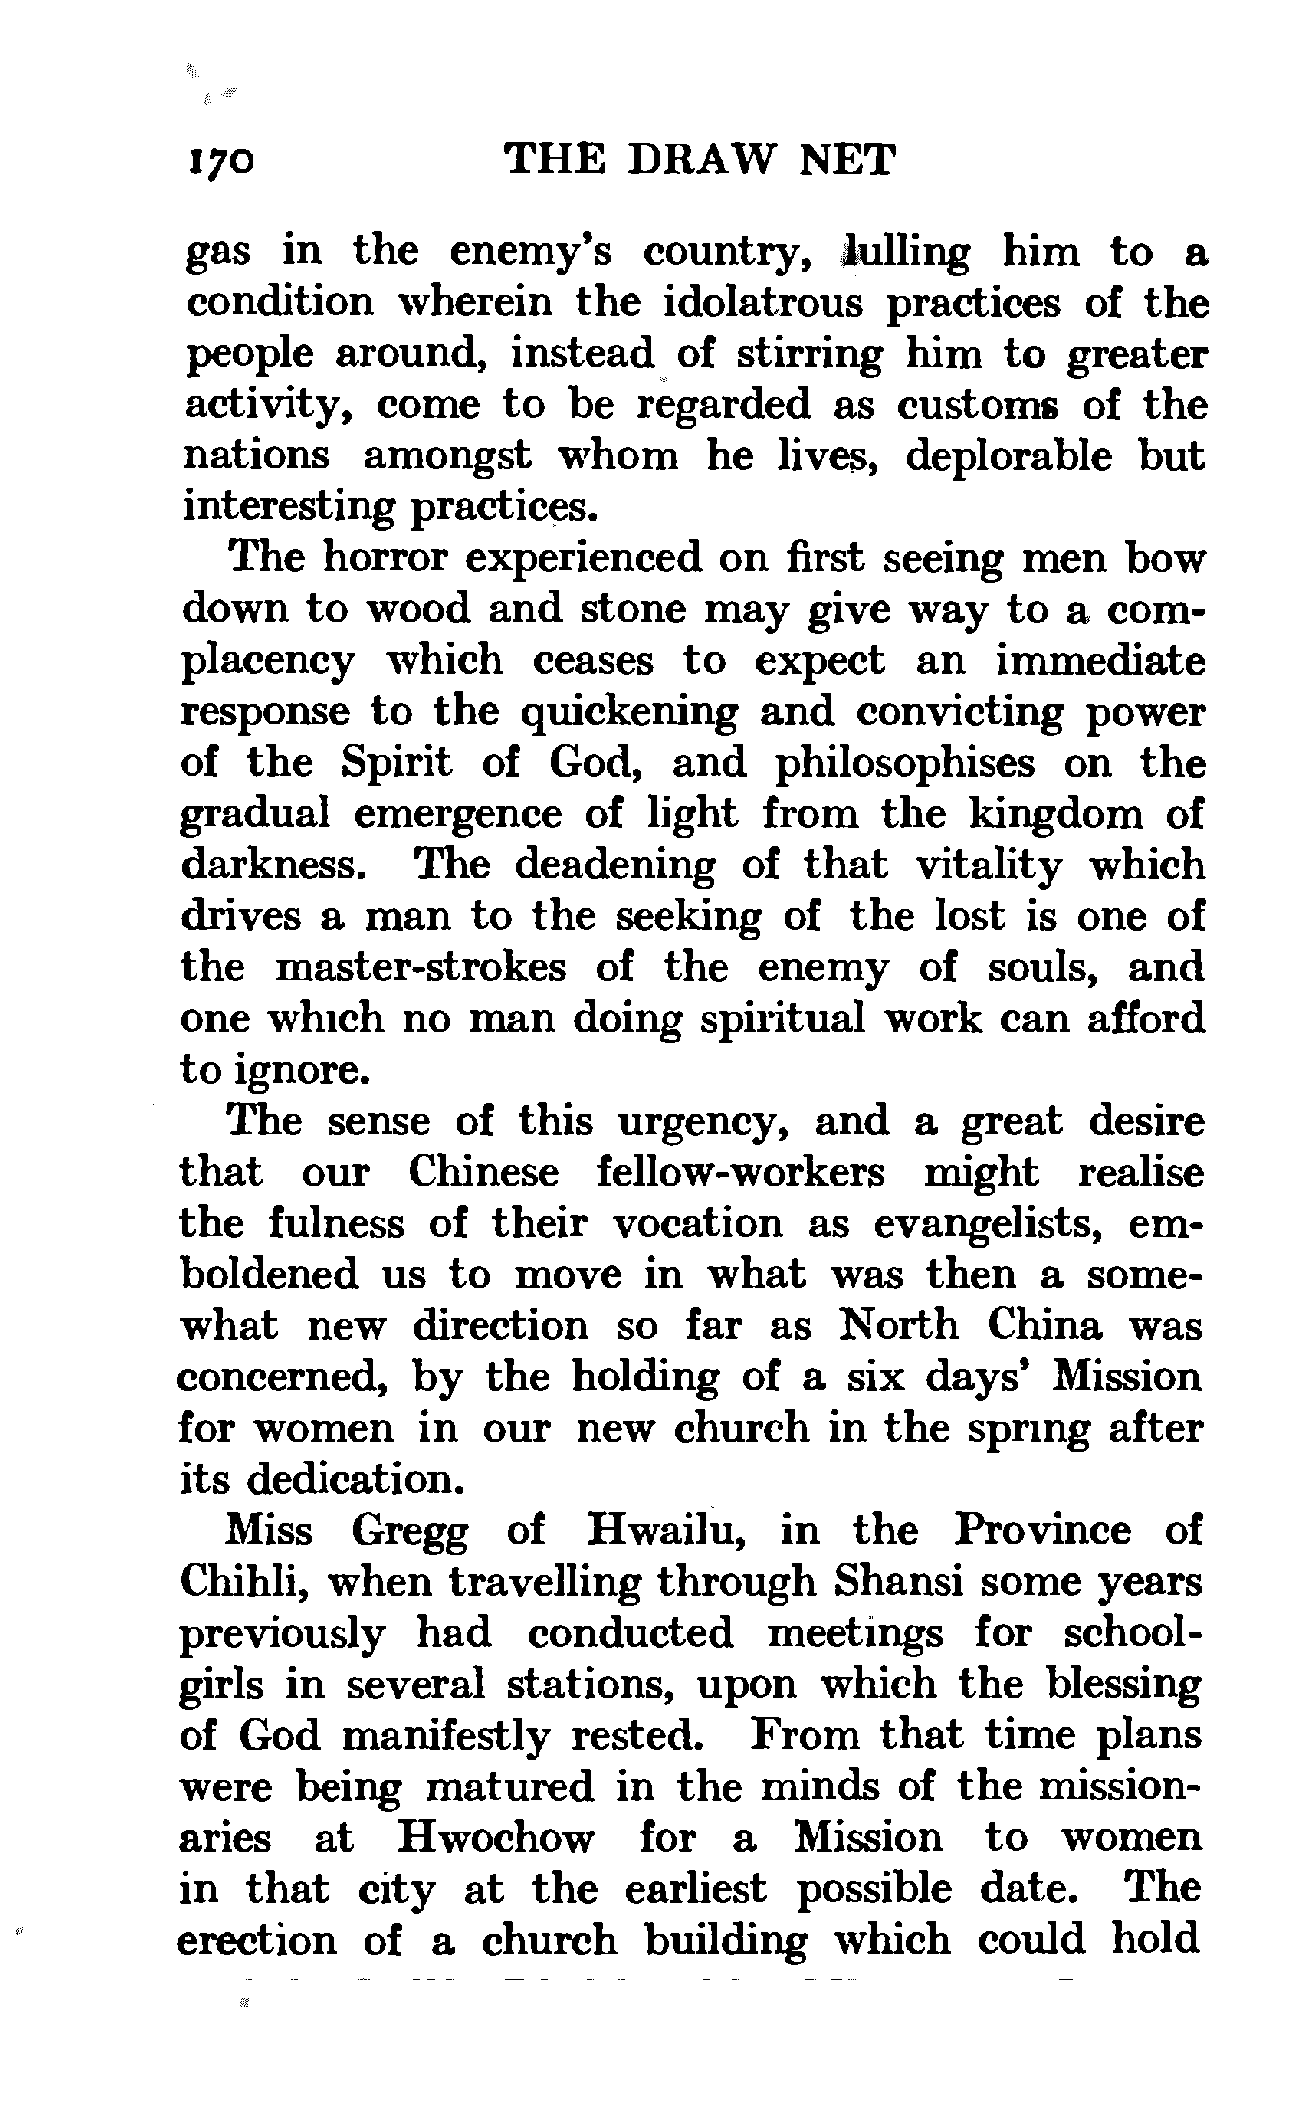 170 THE DRAW NET
gas in the enemy's country, lulling him to a
condition wherein the idolatrous practices of the
people around, instead of stirring him to greater
activity, come to be regarded as customs of the
nations amongst whom he lives, deplorable but
interesting practices.
The horror experienced on first seeing men bow
down to wood and stone may give way to a com-
placency which ceases to expect an immediate
response to the quickening and convicting power
of the Spirit of God, and philosophises on the
gradual emergence of light from the kingdom of
darkness. The deadening of that vitality which
drives a man to the seeking of the lost is one of
the master-strokes of the enemy of souls, and
one which no man doing spiritual work can afford
to ignore.
The sense of this urgency, and a great desire
that our Chinese fellow-workers might realise
the fulness of their vocation as evangelists, em-
boldened us to move in what was then a some-
what new direction so far as North China was
concerned, by the holding of a six days' Mission
for women in our new church in the spring after
its dedication.
Miss Gregg of Hwailu, in the Province of
Chihli, when travelling through Shansi some years
previously had conducted meetings for school-
girls in several stations, upon which the blessing
of God manifestly rested. From that time plans
were being matured in the minds of the mission-
aries at Hwochow for a Mission to women
in that city at the earliest possible date. The
erection of a church building which could hold